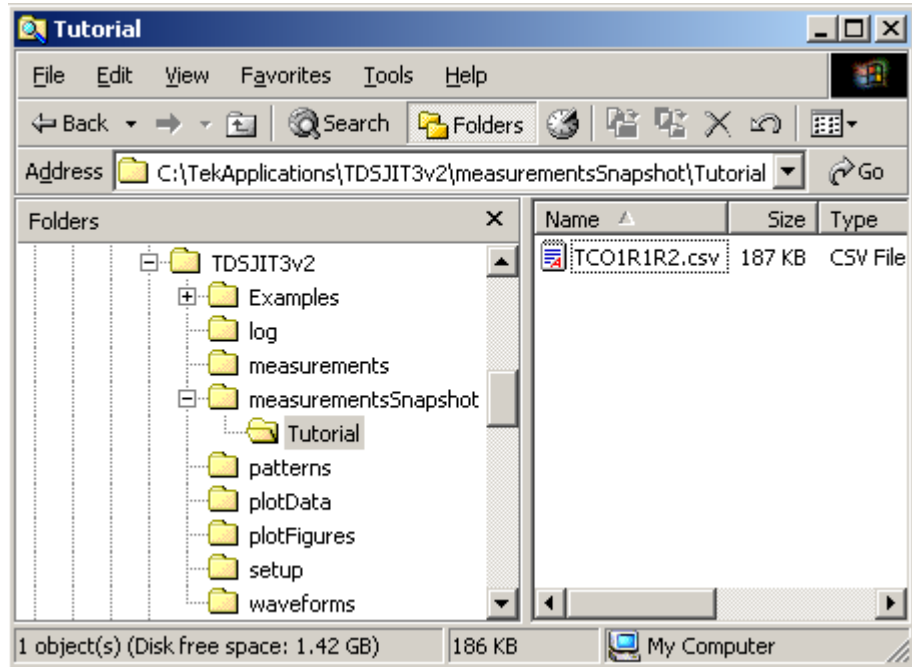 Tutorial
File Edit View Favorites Tools Help
Back Search Folders
Address C:\TekApplications\TDSJIT3v2\measurementsSnapshot\Tutorial Go
Folders
Name Size Type
TCO1R1R2.csv 187 KB CSV File
TDSJIT3v2
Examples
log
measurements
measurementsSnapshot
Tutorial
patterns
plotData
plotFigures
setup
waveforms
1 object(s) (Disk free space: 1.42 GB) 186 KB My Computer